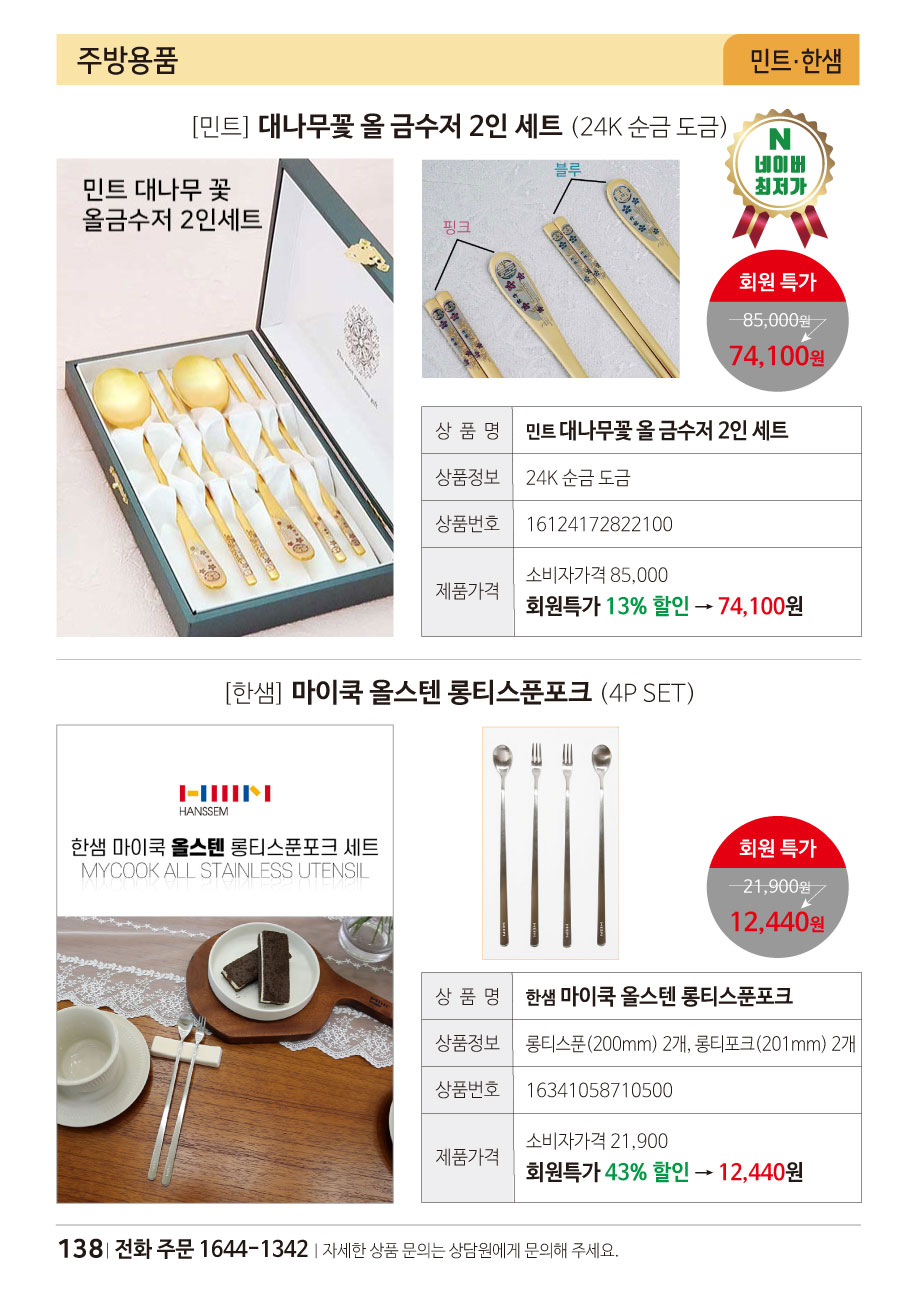 주방용품
민트·한샘
[민트] 대나무꽃 올 금수저 2인 세트 (24K 순금 도금)
N
네이버
최저가
민트 대나무 꽃
올금수저 2인세트
블루
핑크
회원 특가
85,000원
74,100원
상 품 명 민트 대나무꽃 올 금수저 2인 세트
상품정보 24K 순금 도금
상품번호 16124172822100
제품가격
소비자가격 85,000
회원특가 13% 할인 → 74,100원
[한샘] 마이쿡 올스텐 롱티스푼포크 (4P SET)
HANSSEM
한샘 마이쿡 올스텐 롱티스푼포크 세트
MYCOOK ALL STAINLESS UTENSIL
회원 특가
21,900원
12,440원
상 품 명 한샘 마이쿡 올스텐 롱티스푼포크
상품정보 롱티스푼(200mm) 2개, 롱티포크(201mm) 2개
상품번호 16341058710500
제품가격
소비자가격 21,900
회원특가 43% 할인 → 12,440원
138 | 전화 주문 1644-1342 | 자세한 상품 문의는 상담원에게 문의해 주세요.